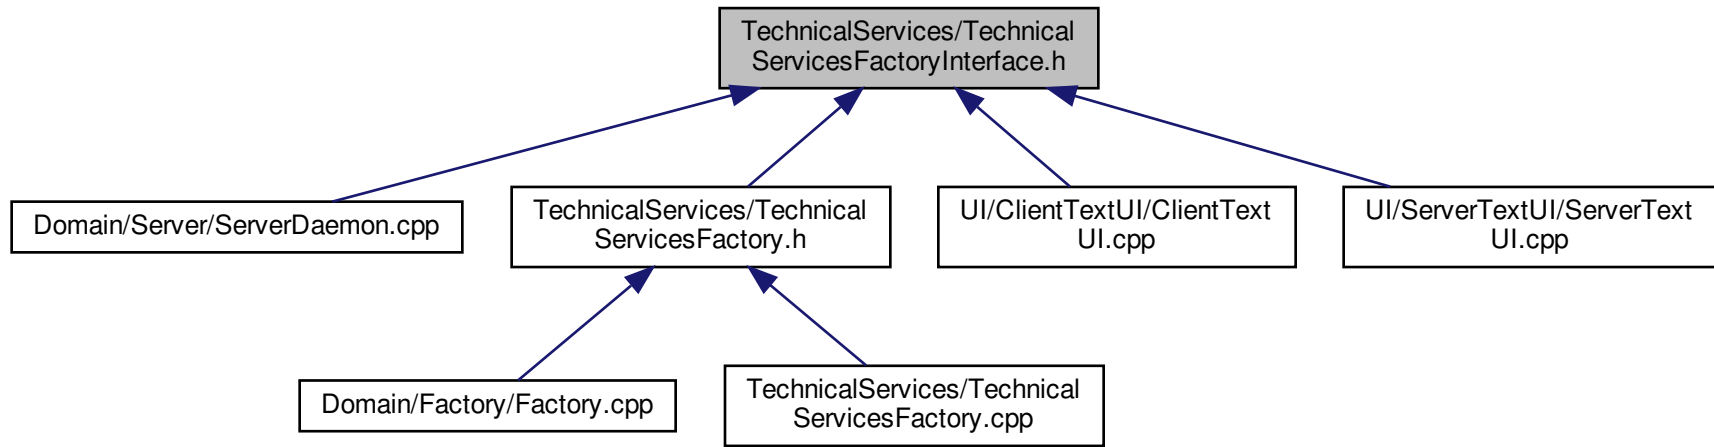 TechnicalServices/Technical
ServicesFactoryInterface.h
Domain/Server/ServerDaemon.cpp
TechnicalServices/Technical
ServicesFactory.h
UI/ClientTextUI/ClientText
UI.cpp
UI/ServerTextUI/ServerText
UI.cpp
Domain/Factory/Factory.cpp
TechnicalServices/Technical
ServicesFactory.cpp